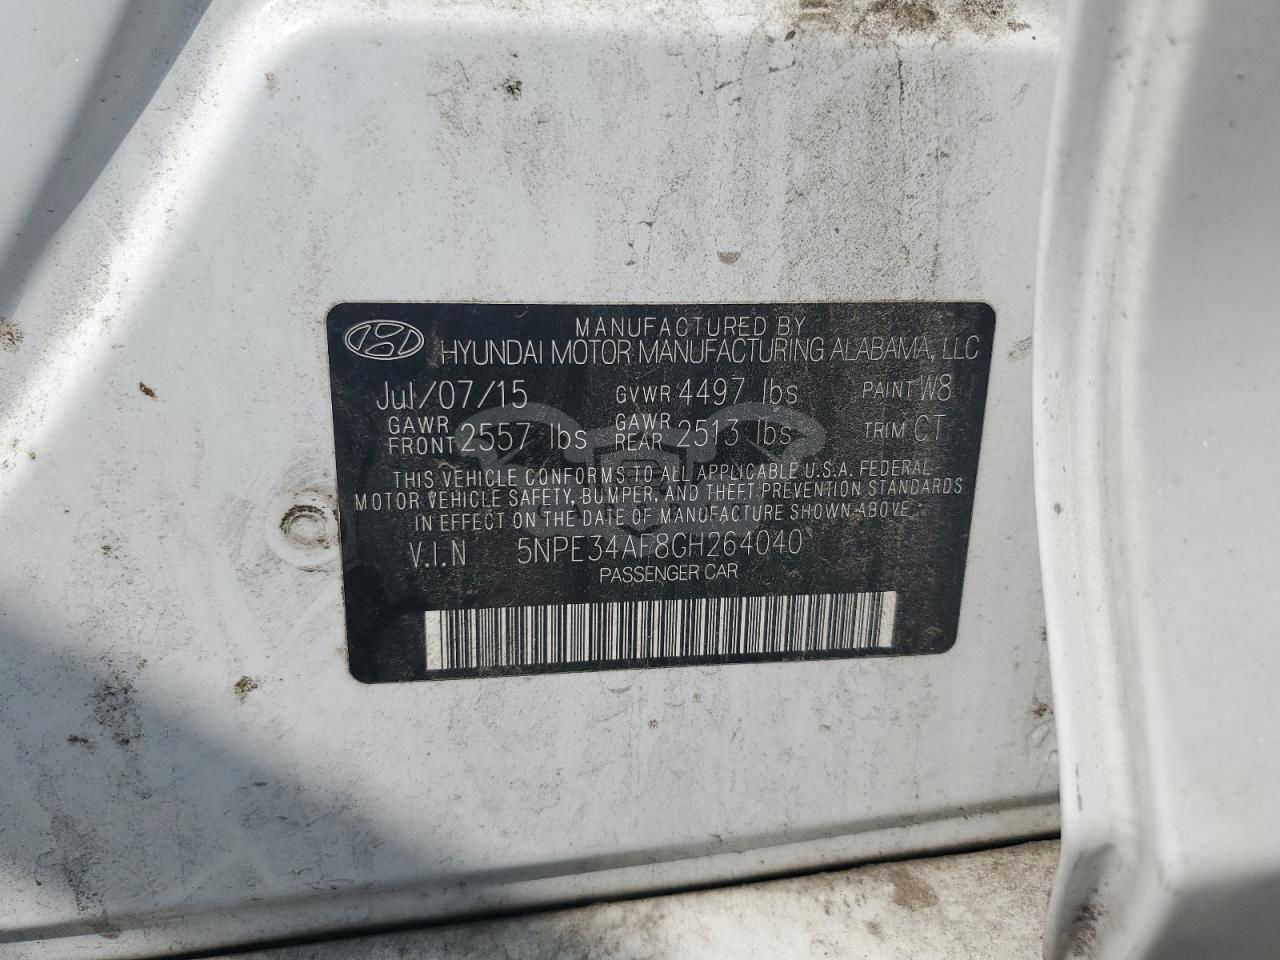 MANUFACTURED BY
HYUNDAI MOTOR MANUFACTURING ALABAMA, LLC
Jul/07/15 GVWR 4497 lbs PAINT W8
GAWR FRONT 2557 lbs GAWR REAR 2513 lbs TRIM CT
THIS VEHICLE CONFORMS TO ALL APPLICABLE U.S.A. FEDERAL
MOTOR VEHICLE SAFETY, BUMPER, AND THEFT PREVENTION STANDARDS
IN EFFECT ON THE DATE OF MANUFACTURE SHOWN ABOVE.
V.I.N 5NPE34AF8GH264040
PASSENGER CAR